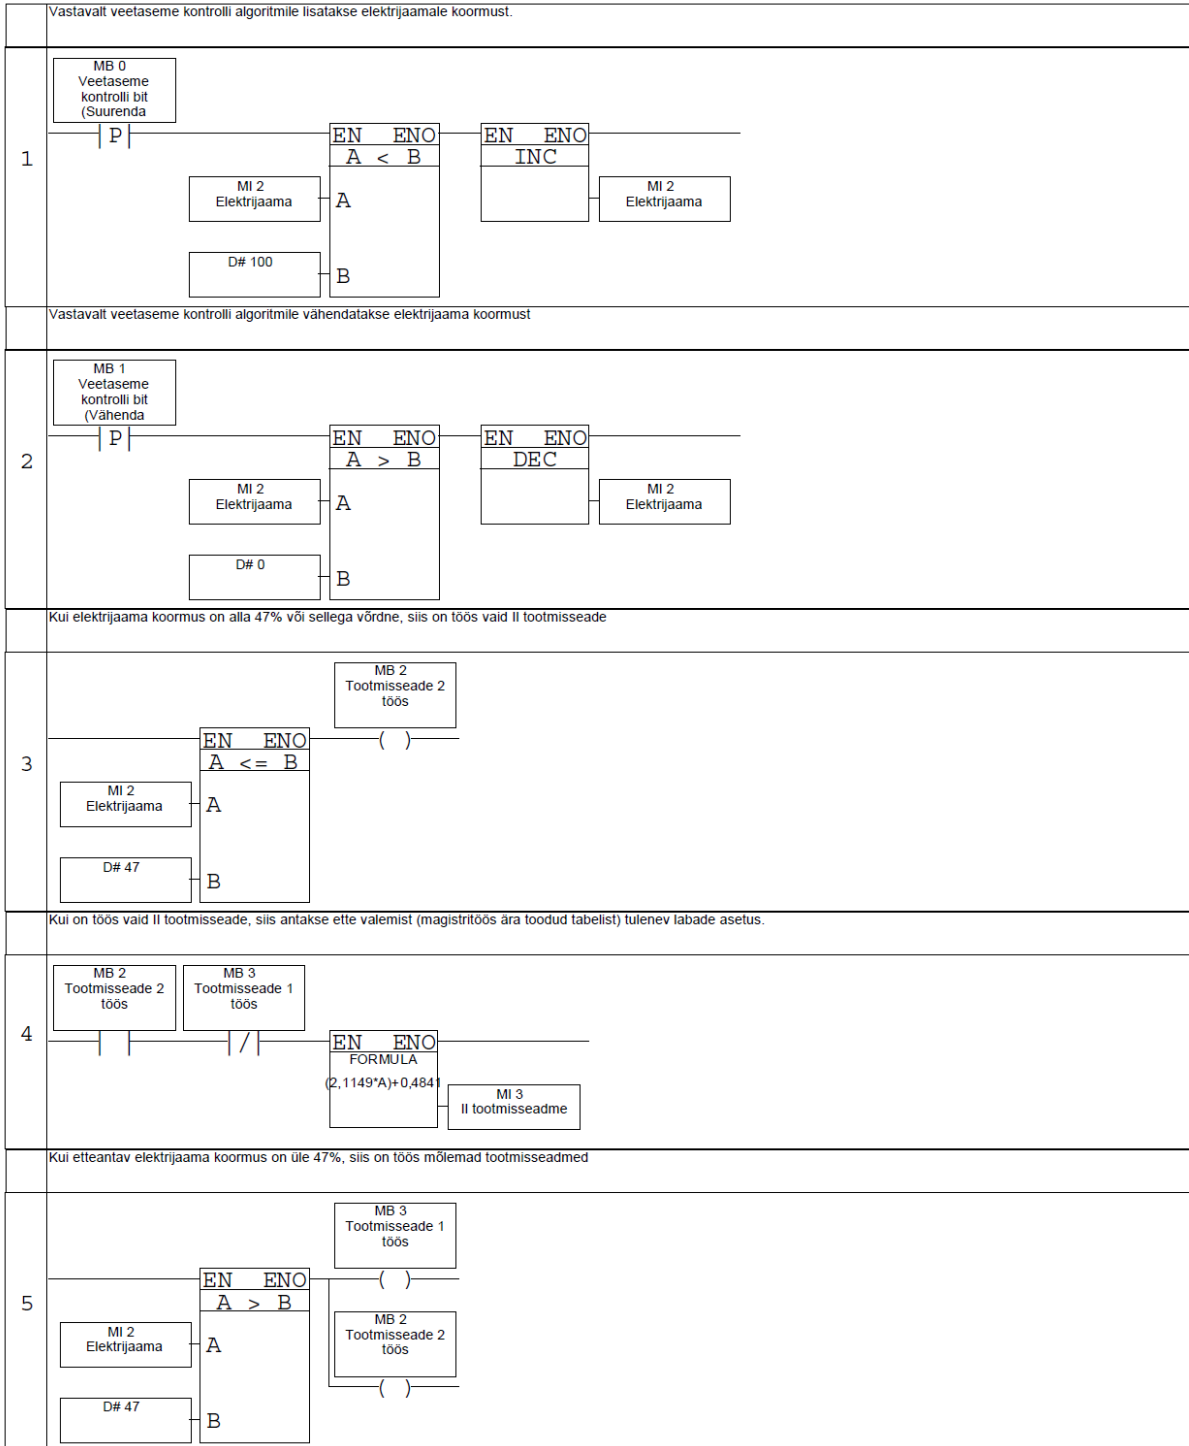 Vastavalt veetaseme kontrolli algoritmile lisatakse elektrijaamale koormust.
1
MB 0
Veetaseme
kontrolli bit
(Suurenda
P
EN ENO
A < B
MI 2
Elektrijaama
A
D# 100
B
EN ENO
INC
MI 2
Elektrijaama
Vastavalt veetaseme kontrolli algoritmile vähendatakse elektrijaama koormust
2
MB 1
Veetaseme
kontrolli bit
(Vähenda
P
EN ENO
A > B
MI 2
Elektrijaama
A
D# 0
B
EN ENO
DEC
MI 2
Elektrijaama
Kui elektrijaama koormus on alla 47% või sellega võrdne, siis on töös vaid II tootmisseade
3
EN ENO
A <= B
MI 2
Elektrijaama
A
D# 47
B
MB 2
Tootmisseade 2
töös
( )
Kui on töös vaid II tootmisseade, siis antakse ette valemist (magistritöös ära toodud tabelist) tulenev labade asetus.
4
MB 2
Tootmisseade 2
töös
MB 3
Tootmisseade 1
töös
/
EN ENO
FORMULA
(2,1149*A)+0,4841
MI 3
II tootmisseadme
Kui etteantav elektrijaama koormus on üle 47%, siis on töös mõlemad tootmisseadmed
5
EN ENO
A > B
MI 2
Elektrijaama
A
D# 47
B
MB 3
Tootmisseade 1
töös
( )
MB 2
Tootmisseade 2
töös
( )